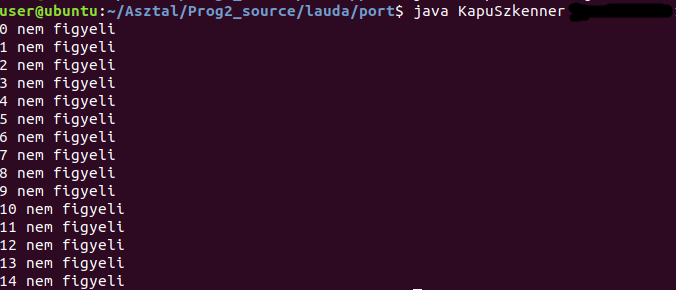 user@ubuntu:~/Asztal/Prog2_source/lauda/port$ java KapuSzkenner
0 nem figyeli
1 nem figyeli
2 nem figyeli
3 nem figyeli
4 nem figyeli
5 nem figyeli
6 nem figyeli
7 nem figyeli
8 nem figyeli
9 nem figyeli
10 nem figyeli
11 nem figyeli
12 nem figyeli
13 nem figyeli
14 nem figyeli